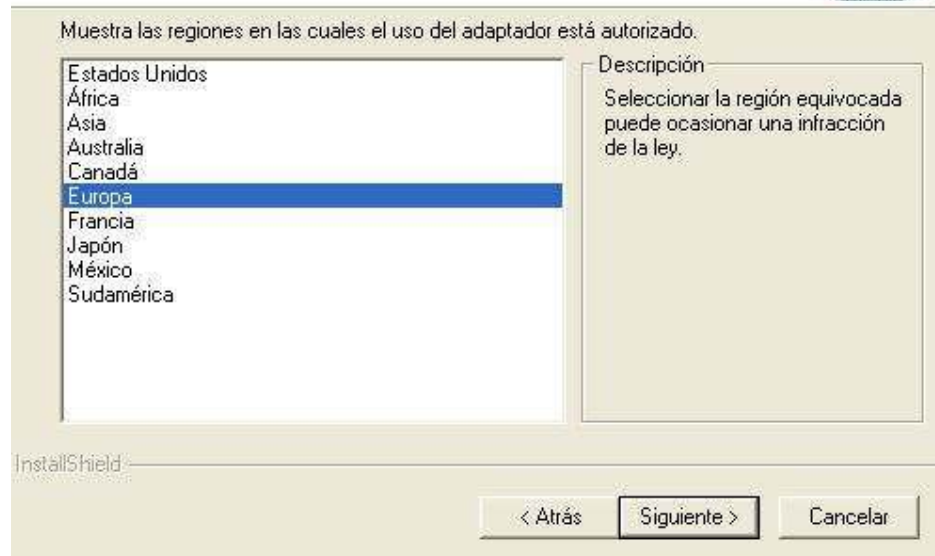 Muestra las regiones en las cuales el uso del adaptador está autorizado.
Estados Unidos
África
Asia
Australia
Canadá
Europa
Francia
Japón
México
Sudamérica
Descripción
Seleccionar la región equivocada
puede ocasionar una infracción
de la ley.
InstallShield
< Atrás
Siguiente >
Cancelar